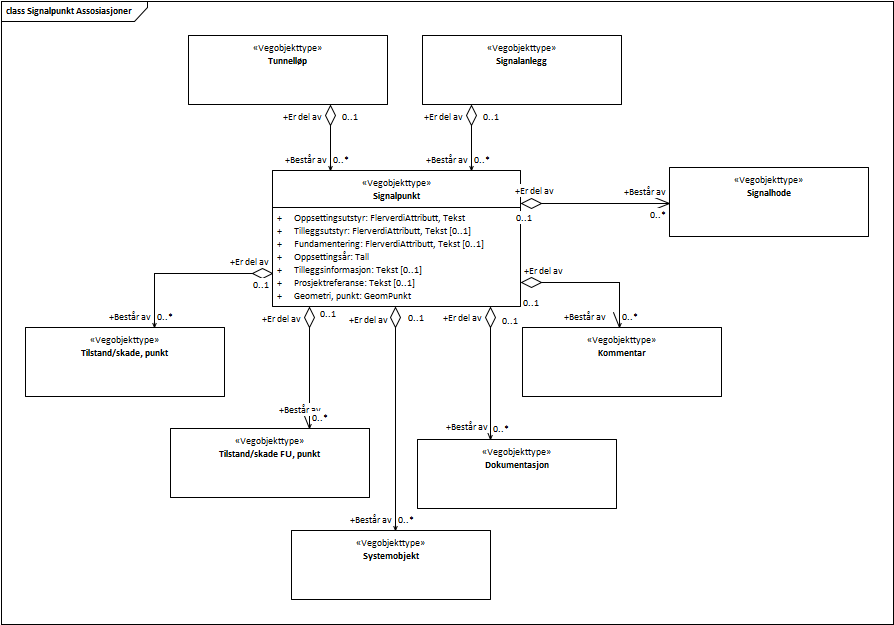 class Signalpunkt Assosiasjoner
«Vegobjekttype»
Tunnelløp
«Vegobjekttype»
Signalanlegg
+Er del av 0..1
+Er del av 0..1
+Består av 0..*
+Består av 0..*
«Vegobjekttype»
Signalpunkt
+ Oppsettingsutstyr: FlerverdiAttributt, Tekst
+ Tilleggsutstyr: FlerverdiAttributt, Tekst [0..1]
+ Fundamentering: FlerverdiAttributt, Tekst [0..1]
+ Oppsettingsår: Tall
+ Tilleggsinformasjon: Tekst [0..1]
+ Prosjektreferanse: Tekst [0..1]
+ Geometri, punkt: GeomPunkt
+Er del av
0..1
+Består av
0..*
«Vegobjekttype»
Signalhode
+Er del av
0..1
+Består av 0..*
«Vegobjekttype»
Tilstand/skade, punkt
+Er del av
0..1
+Består av 0..*
«Vegobjekttype»
Kommentar
+Er del av 0..1
+Består av
0..*
«Vegobjekttype»
Tilstand/skade FU, punkt
+Er del av 0..1
+Består av 0..*
«Vegobjekttype»
Systemobjekt
+Er del av 0..1
+Består av 0..*
«Vegobjekttype»
Dokumentasjon